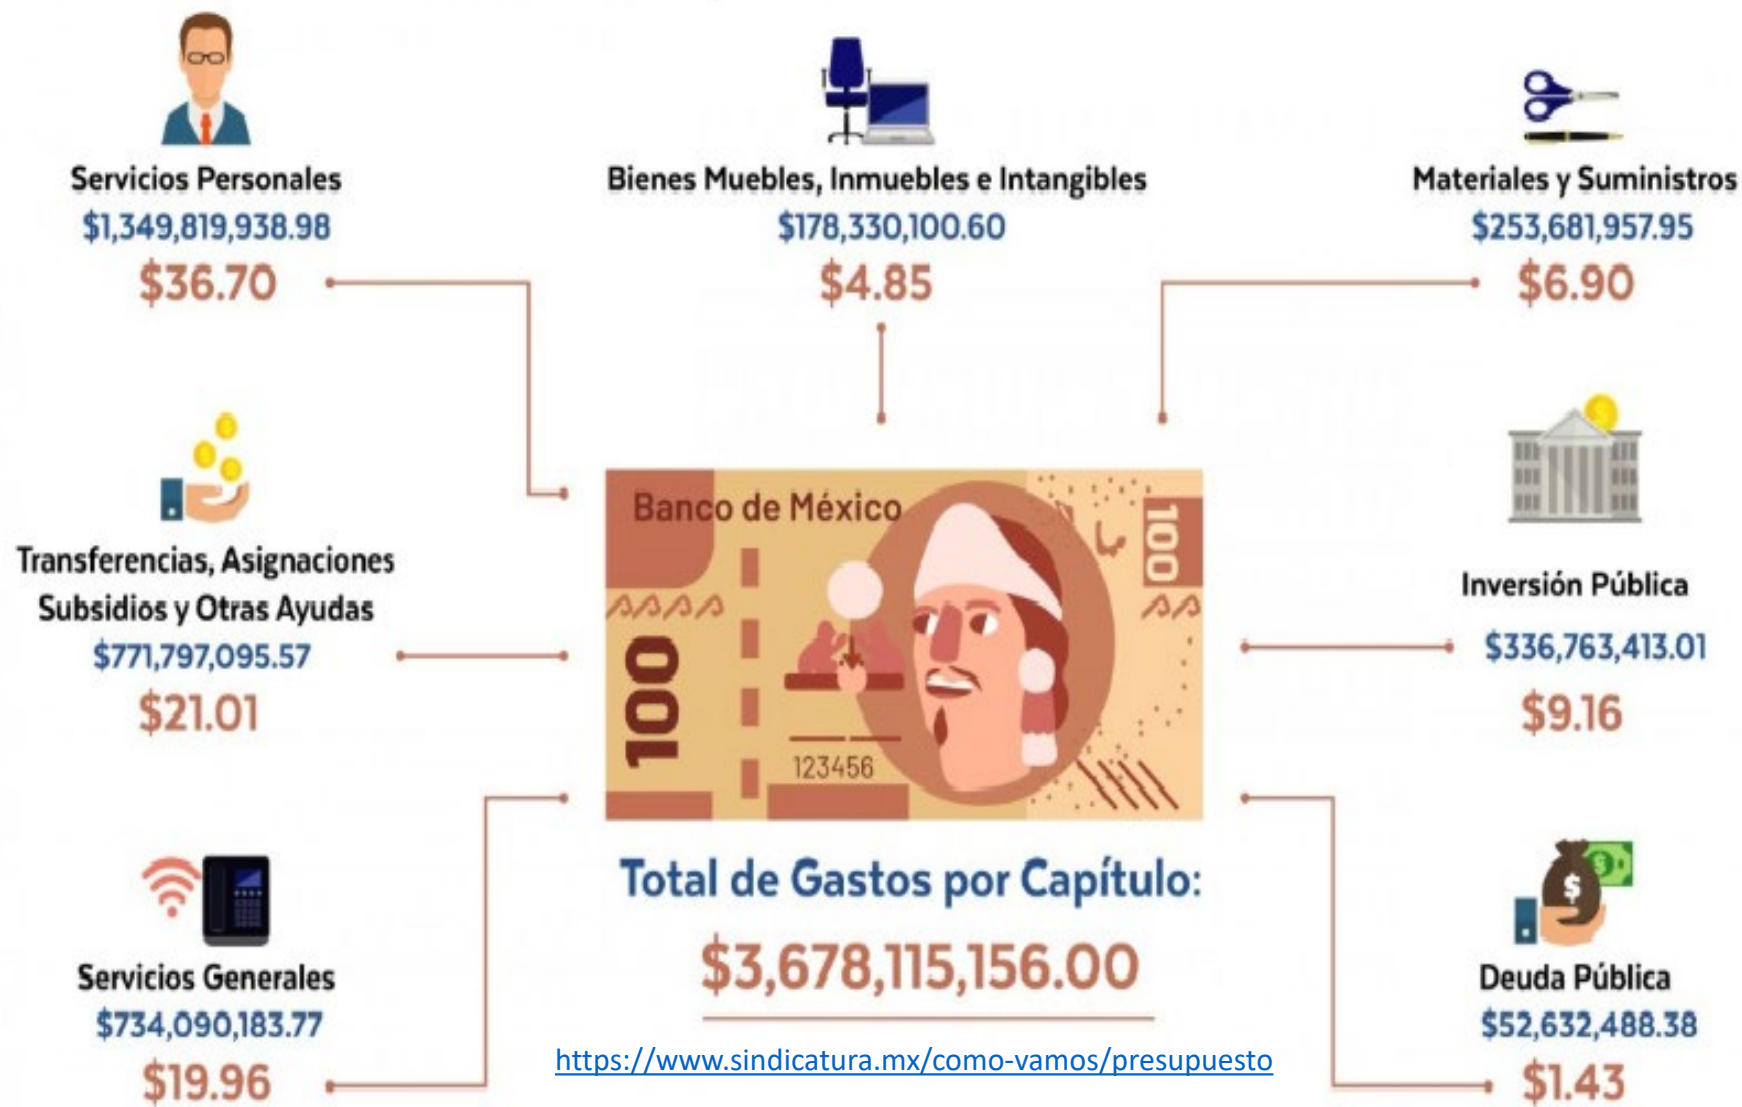 Servicios Personales
$1,349,819,938.98
$36.70
Bienes Muebles, Inmuebles e Intangibles
$178,330,100.60
$4.85
Materiales y Suministros
$253,681,957.95
$6.90
Transferencias, Asignaciones
Subsidios y Otras Ayudas
$771,797,095.57
$21.01
Banco de México
100
100
123456
Inversión Pública
$336,763,413.01
$9.16
Servicios Generales
$734,090,183.77
$19.96
Total de Gastos por Capítulo:
$3,678,115,156.00
https://www.sindicatura.mx/como-vamos/presupuesto
Deuda Pública
$52,632,488.38
$1.43